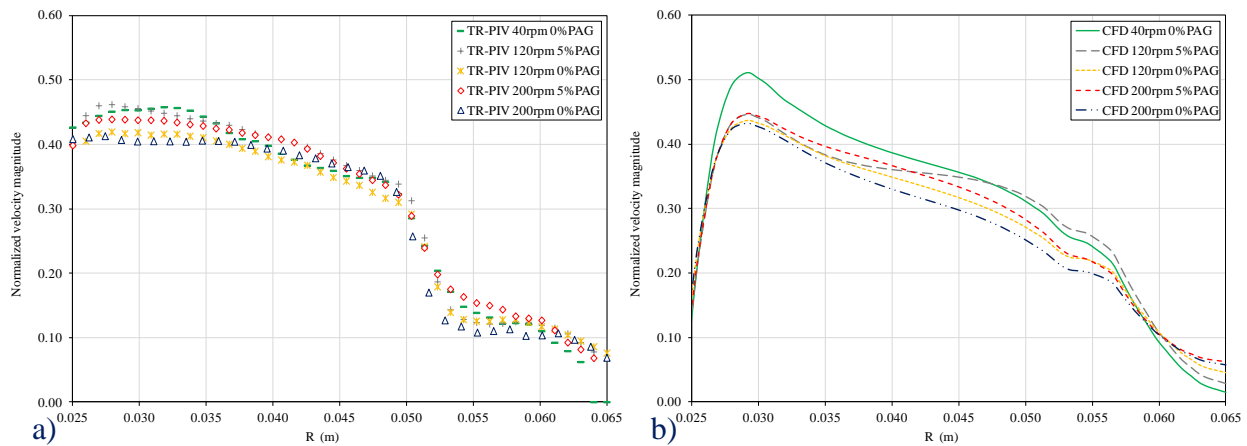 TR-PIV 40rpm 0%PAG
TR-PIV 120rpm 5%PAG
TR-PIV 120rpm 0%PAG
TR-PIV 200rpm 5%PAG
TR-PIV 200rpm 0%PAG
Normalized velocity magnitude
0.60
0.50
0.40
0.30
0.20
0.10
0.00
0.025 0.030 0.035 0.040 0.045 0.050 0.055 0.060 0.065
R (m)
a)
CFD 40rpm 0%PAG
CFD 120rpm 5%PAG
CFD 120rpm 0%PAG
CFD 200rpm 5%PAG
CFD 200rpm 0%PAG
Normalized velocity magnitude
0.60
0.50
0.40
0.30
0.20
0.10
0.00
0.025 0.030 0.035 0.040 0.045 0.050 0.055 0.060 0.065
R (m)
b)